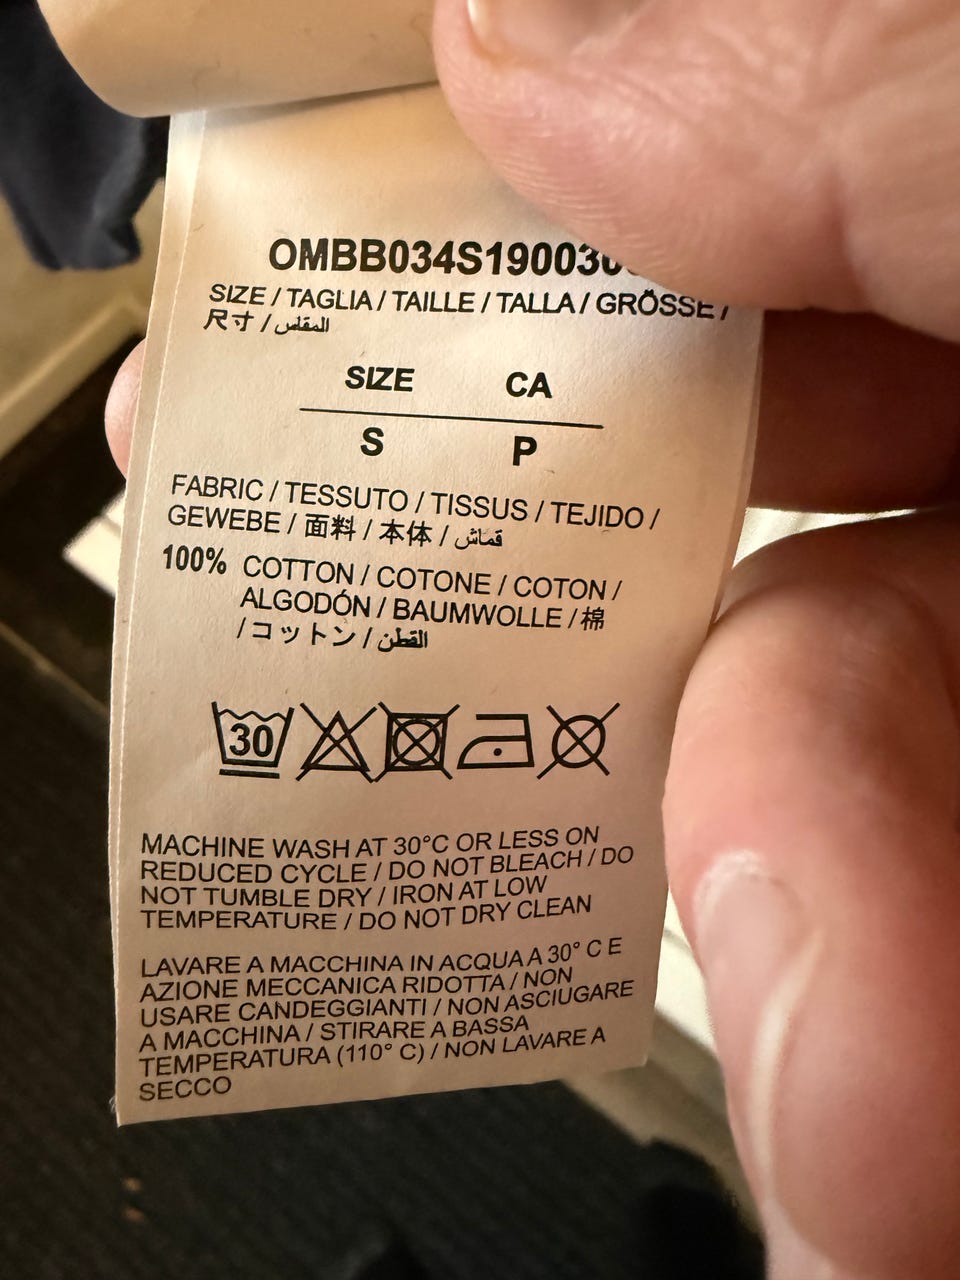 OMBB034S190030
SIZE / TAGLIA / TAILLE / TALLA / GRÖSSE /
尺寸 / المقاس
SIZE CA
S P
FABRIC / TESSUTO / TISSUS / TEJIDO /
GEWEBE / 面料 / 本体 / قماش
100% COTTON / COTONE / COTON /
ALGODÓN / BAUMWOLLE / 棉
/ コットン / القطن
30
MACHINE WASH AT 30°C OR LESS ON
REDUCED CYCLE / DO NOT BLEACH / DO
NOT TUMBLE DRY / IRON AT LOW
TEMPERATURE / DO NOT DRY CLEAN
LAVARE A MACCHINA IN ACQUA A 30° C E
AZIONE MECCANICA RIDOTTA / NON
USARE CANDEGGIANTI / NON ASCIUGARE
A MACCHINA / STIRARE A BASSA
TEMPERATURA (110° C) / NON LAVARE A
SECCO